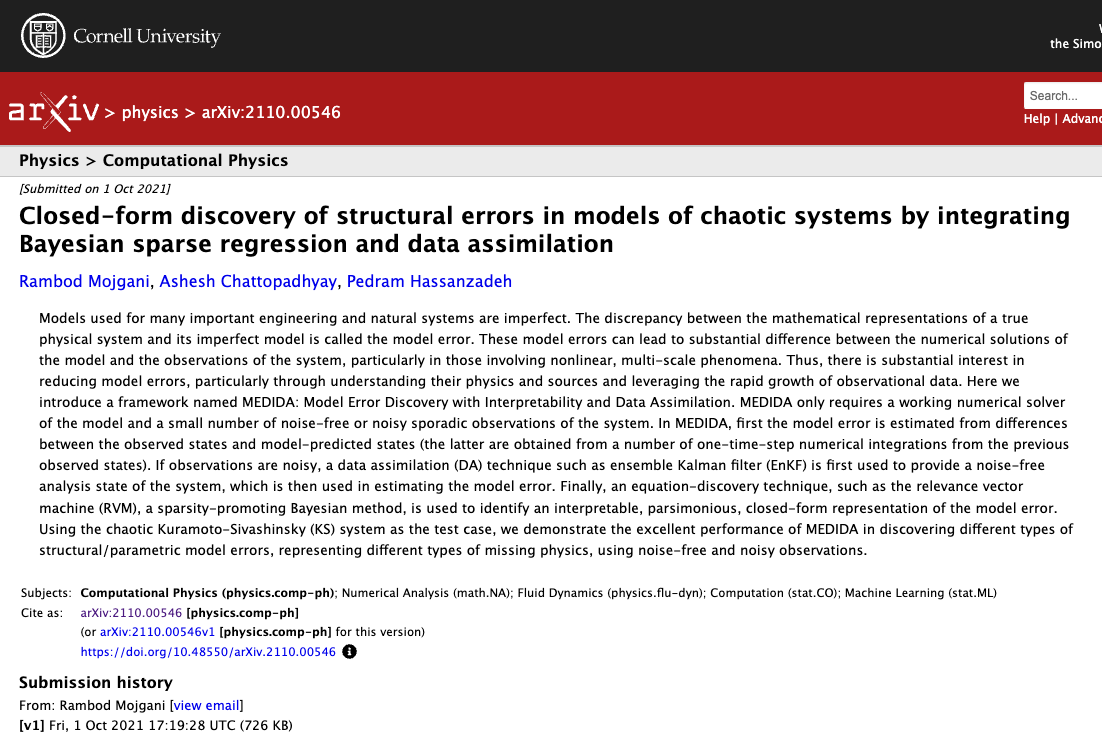 Cornell University
the Simo
arXiv > physics > arXiv:2110.00546
Search...
Help | Advanc
Physics > Computational Physics
[Submitted on 1 Oct 2021]
Closed-form discovery of structural errors in models of chaotic systems by integrating
Bayesian sparse regression and data assimilation
Rambod Mojgani, Ashesh Chattopadhyay, Pedram Hassanzadeh
Models used for many important engineering and natural systems are imperfect. The discrepancy between the mathematical representations of a true
physical system and its imperfect model is called the model error. These model errors can lead to substantial difference between the numerical solutions of
the model and the observations of the system, particularly in those involving nonlinear, multi-scale phenomena. Thus, there is substantial interest in
reducing model errors, particularly through understanding their physics and sources and leveraging the rapid growth of observational data. Here we
introduce a framework named MEDIDA: Model Error Discovery with Interpretability and Data Assimilation. MEDIDA only requires a working numerical solver
of the model and a small number of noise-free or noisy sporadic observations of the system. In MEDIDA, first the model error is estimated from differences
between the observed states and model-predicted states (the latter are obtained from a number of one-time-step numerical integrations from the previous
observed states). If observations are noisy, a data assimilation (DA) technique such as ensemble Kalman filter (EnKF) is first used to provide a noise-free
analysis state of the system, which is then used in estimating the model error. Finally, an equation-discovery technique, such as the relevance vector
machine (RVM), a sparsity-promoting Bayesian method, is used to identify an interpretable, parsimonious, closed-form representation of the model error.
Using the chaotic Kuramoto-Sivashinsky (KS) system as the test case, we demonstrate the excellent performance of MEDIDA in discovering different types of
structural/parametric model errors, representing different types of missing physics, using noise-free and noisy observations.
Subjects: Computational Physics (physics.comp-ph); Numerical Analysis (math.NA); Fluid Dynamics (physics.flu-dyn); Computation (stat.CO); Machine Learning (stat.ML)
Cite as: arXiv:2110.00546 [physics.comp-ph]
(or arXiv:2110.00546v1 [physics.comp-ph] for this version)
https://doi.org/10.48550/arXiv.2110.00546
Submission history
From: Rambod Mojgani [view email]
[v1] Fri, 1 Oct 2021 17:19:28 UTC (726 KB)